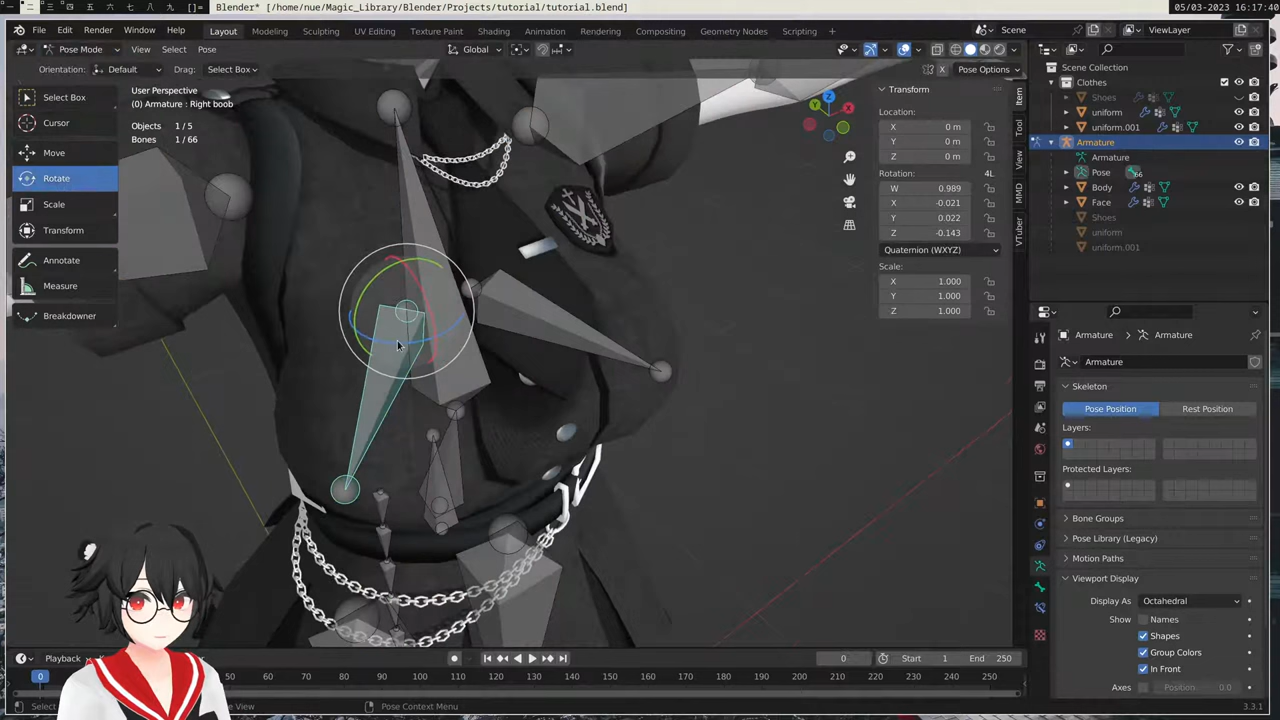 Blender* [/home/nue/Magic_Library/Blender/Projects/tutorial/tutorial.blend]
05/03-2023 16:17:40
File Edit Render Window Help
Layout Modeling Sculpting UV Editing Texture Paint Shading Animation Rendering Compositing Geometry Nodes Scripting +
Scene
ViewLayer
Pose Mode View Select Pose
Global
Orientation: Default Drag: Select Box
X Pose Options
Select Box
Cursor
Move
Rotate
Scale
Transform
Annotate
Measure
Breakdowner
User Perspective
(0) Armature : Right boob
Objects 1/5
Bones 1/66
Z
Y
X
Transform
Location:
X 0 m
Y 0 m
Z 0 m
Rotation: 4L
W 0.989
X -0.021
Y 0.022
Z -0.143
Quaternion (WXYZ)
Scale:
X 1.000
Y 1.000
Z 1.000
Item
Tool
View
MMD
VTuber
Scene Collection
Clothes
Shoes
uniform
uniform.001
Armature
Armature
Pose 66
Body
Face
Shoes
uniform
uniform.001
Armature > Armature
Armature
Skeleton
Pose Position Rest Position
Layers:
Protected Layers:
Bone Groups
Pose Library (Legacy)
Motion Paths
Viewport Display
Display As Octahedral
Show Names
Shapes
Group Colors
In Front
Axes Position 0.0
Playback
0 Start 1 End 250
0 50 60 70 80 90 100 110 120 130 140 150 160 170 180 190 200 210 220 230 240 250
Pose Context Menu
3.3.1